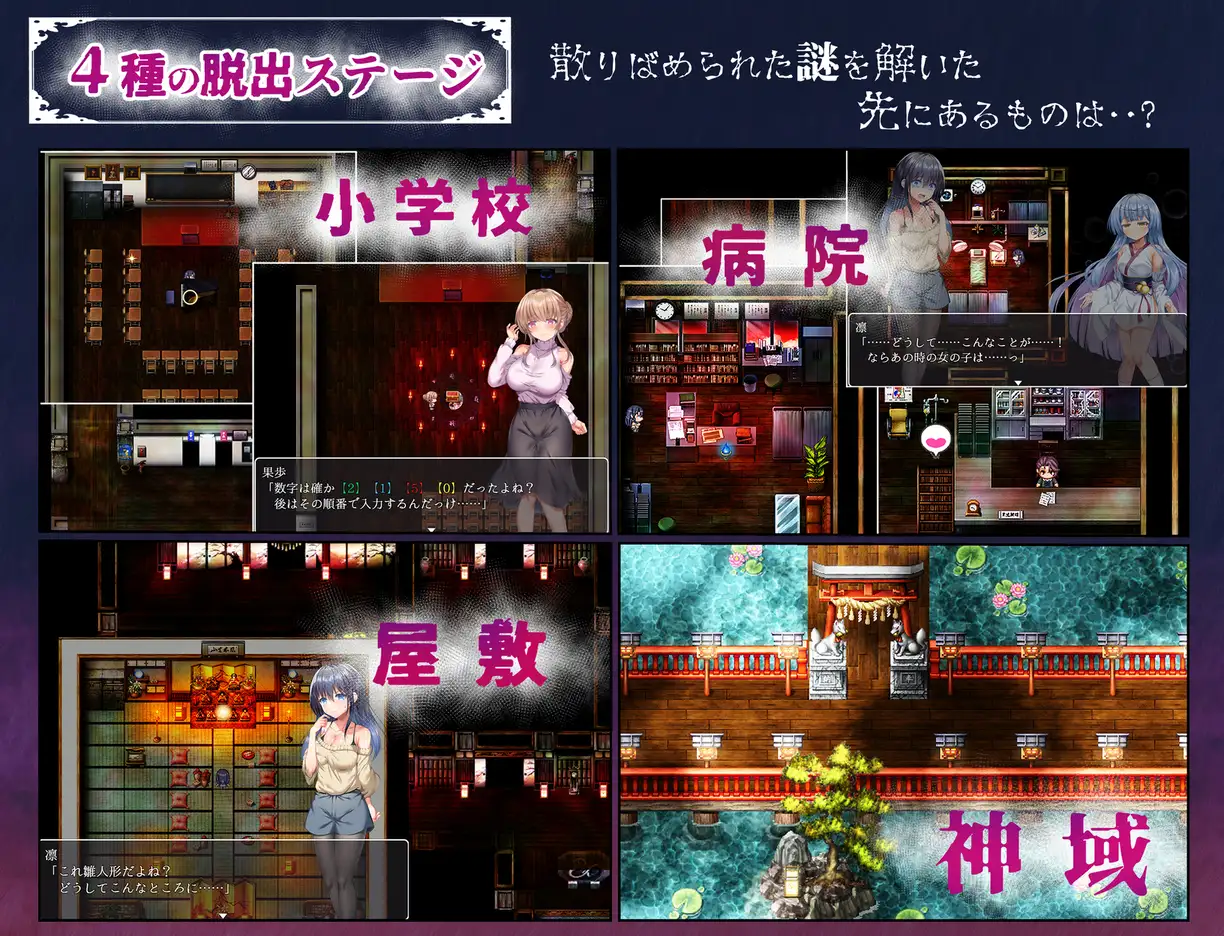 4種の脱出ステージ
散りばめられた謎を解いた
先にあるものは‥?
小学校
果歩
「数字は確か【2】【1】【5】【0】だったよね?
後はその順番で入力するんだっけ……」
病院
凛
「……どうして……こんなことが……!
ならあの時の女の子は……っ」
屋敷
凛
「これ雛人形だよね?
どうしてこんなところに……」
神域